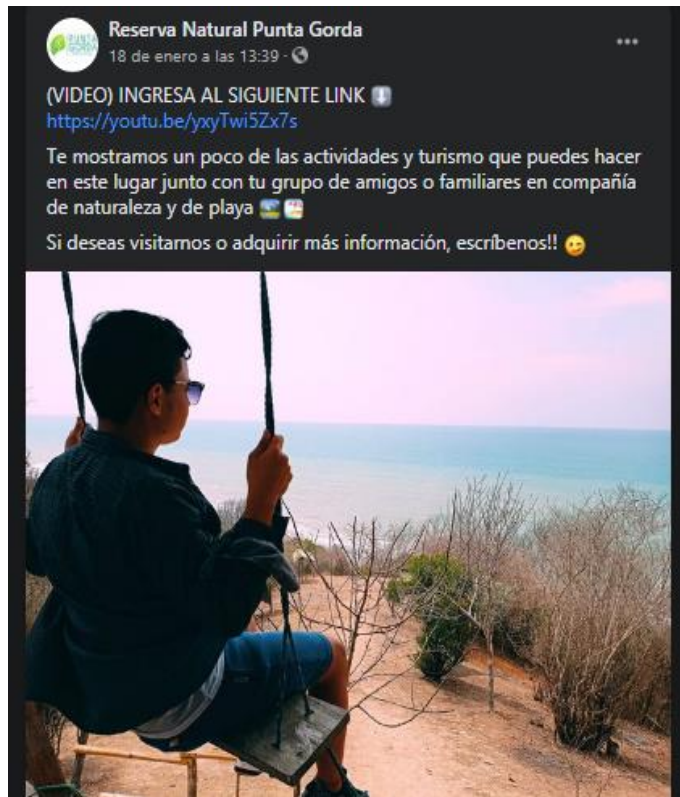 PUNTA
GORDA
Reserva Natural Punta Gorda
18 de enero a las 13:39 ·
(VIDEO) INGRESA AL SIGUIENTE LINK ⬇️
https://youtu.be/yxyTwi5Zx7s
Te mostramos un poco de las actividades y turismo que puedes hacer
en este lugar junto con tu grupo de amigos o familiares en compañía
de naturaleza y de playa
Si deseas visitarnos o adquirir más información, escríbenos!! 😉